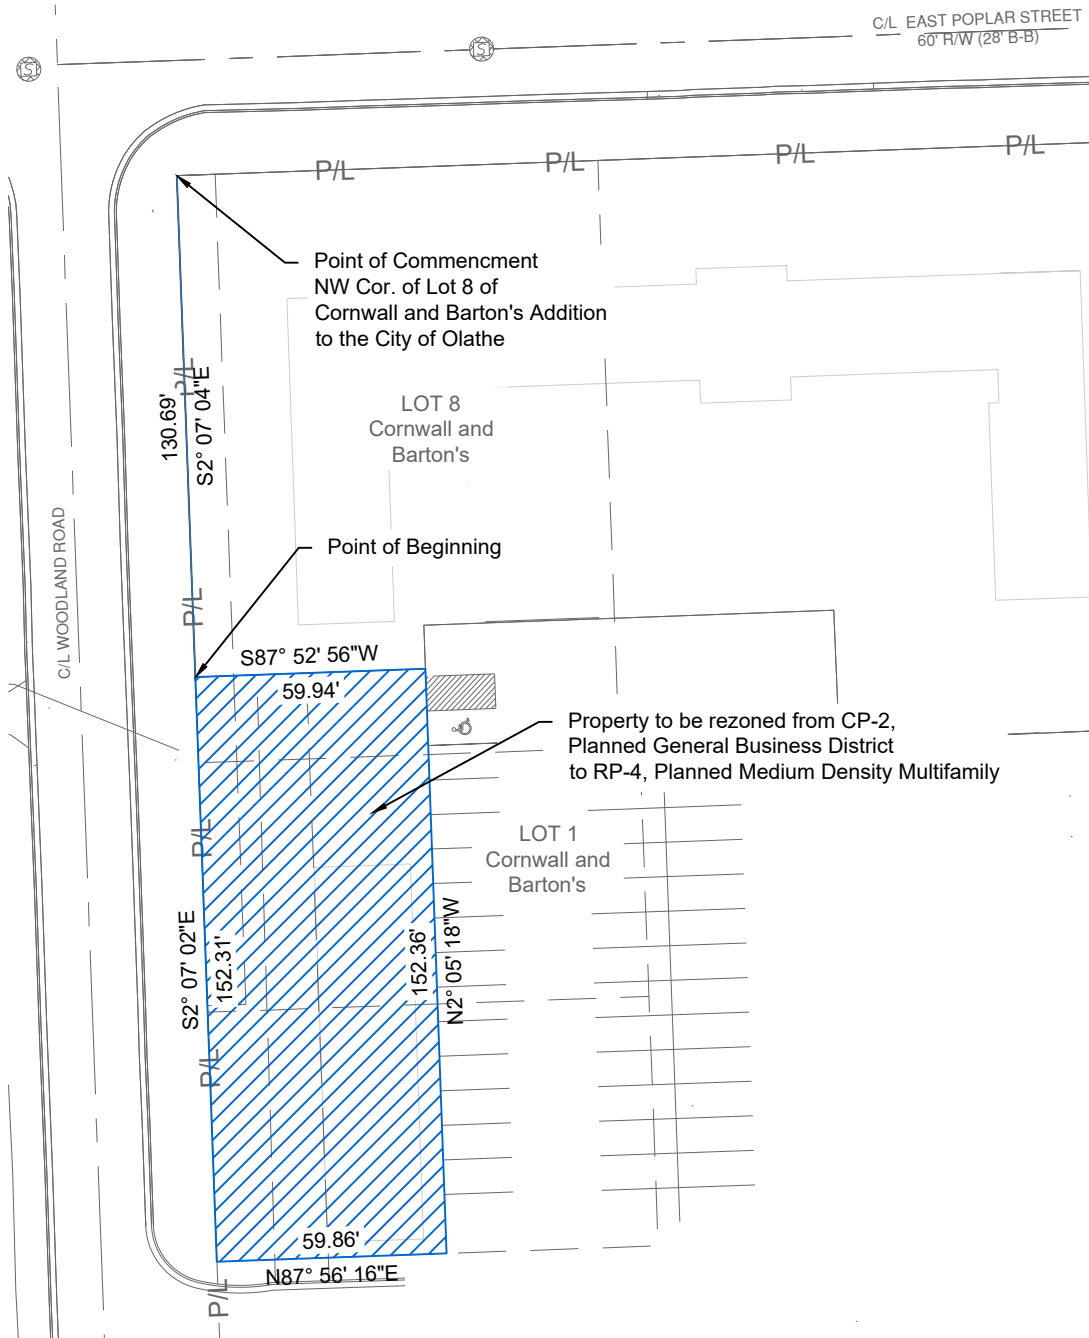 C/L EAST POPLAR STREET
60' R/W (28' B-B)
S
S
P/L
P/L
P/L
P/L
Point of Commencment
NW Cor. of Lot 8 of
Cornwall and Barton's Addition
to the City of Olathe
P/L
130.69'
S2° 07' 04"E
LOT 8
Cornwall and
Barton's
C/L WOODLAND ROAD
Point of Beginning
P/L
S87° 52' 56"W
59.94'
Property to be rezoned from CP-2,
Planned General Business District
to RP-4, Planned Medium Density Multifamily
P/L
LOT 1
Cornwall and
Barton's
S2° 07' 02"E
152.31'
152.36'
N2° 05' 18"W
P/L
59.86'
N87° 56' 16"E
P/L